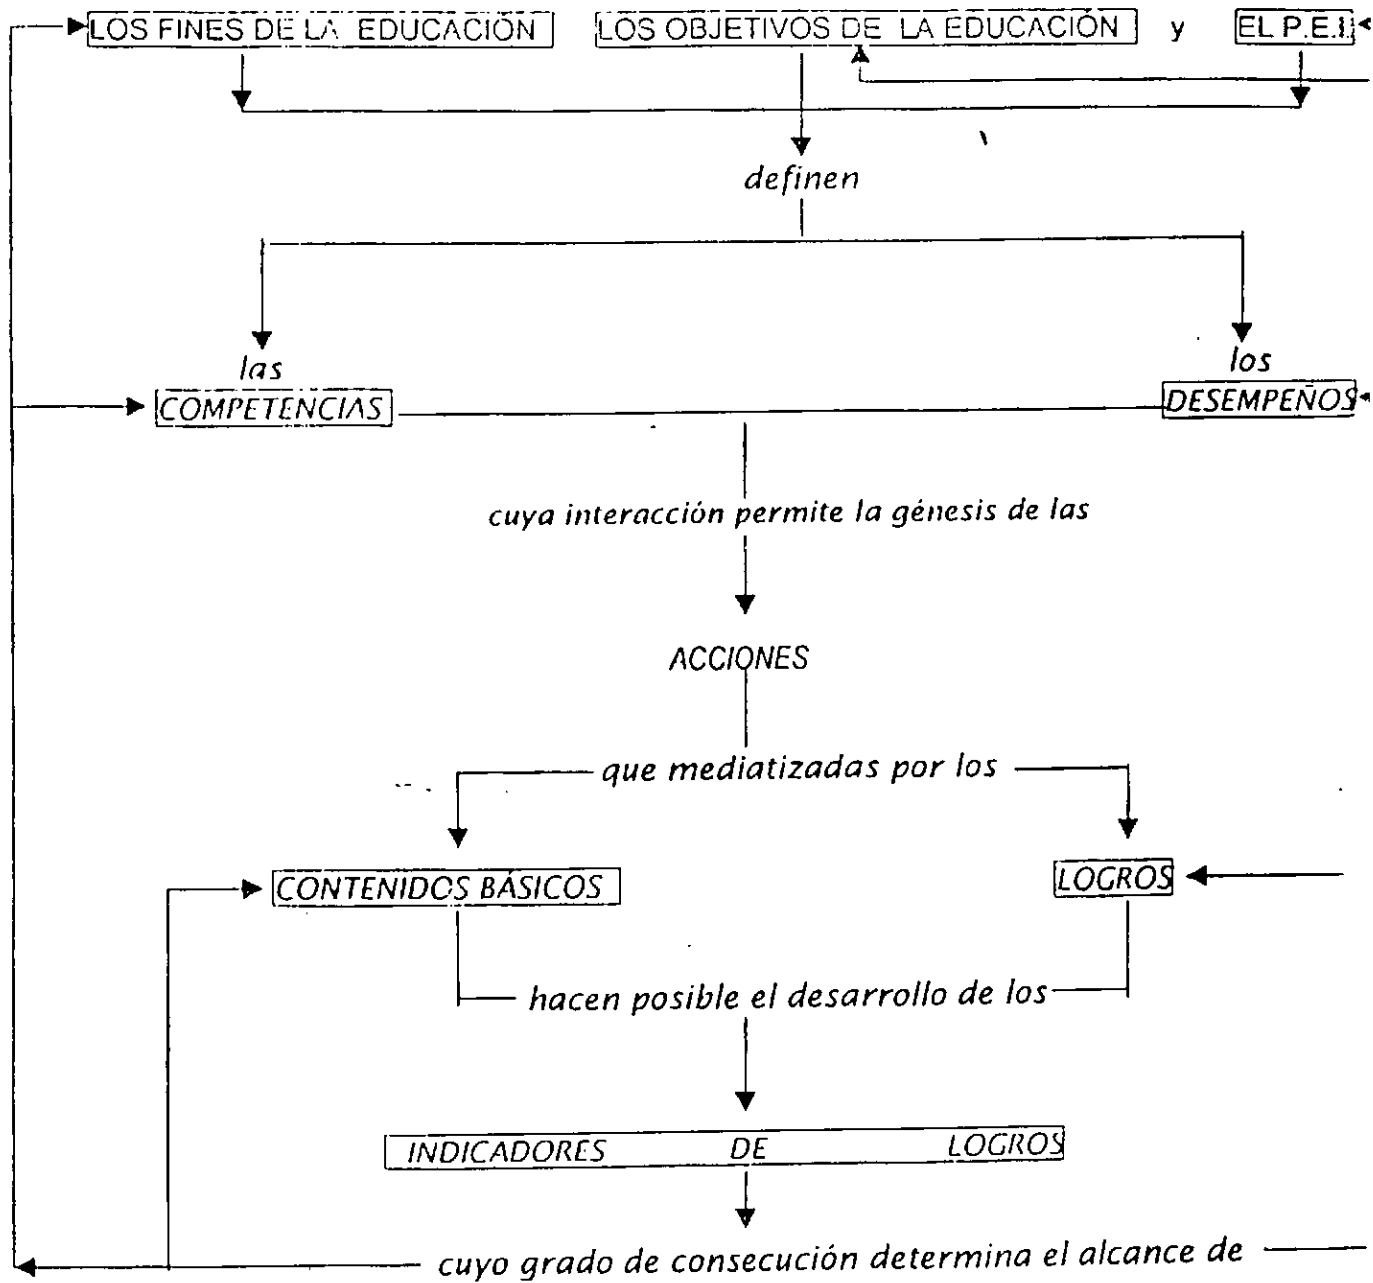 LOS FINES DE LA EDUCACIÓN LOS OBJETIVOS DE LA EDUCACIÓN y EL P.E.I.
definen
las los
COMPETENCIAS DESEMPEÑOS
cuya interacción permite la génesis de las
ACCIONES
que mediatizadas por los
CONTENIDOS BÁSICOS LOGROS
hacen posible el desarrollo de los
INDICADORES DE LOGROS
cuyo grado de consecución determina el alcance de